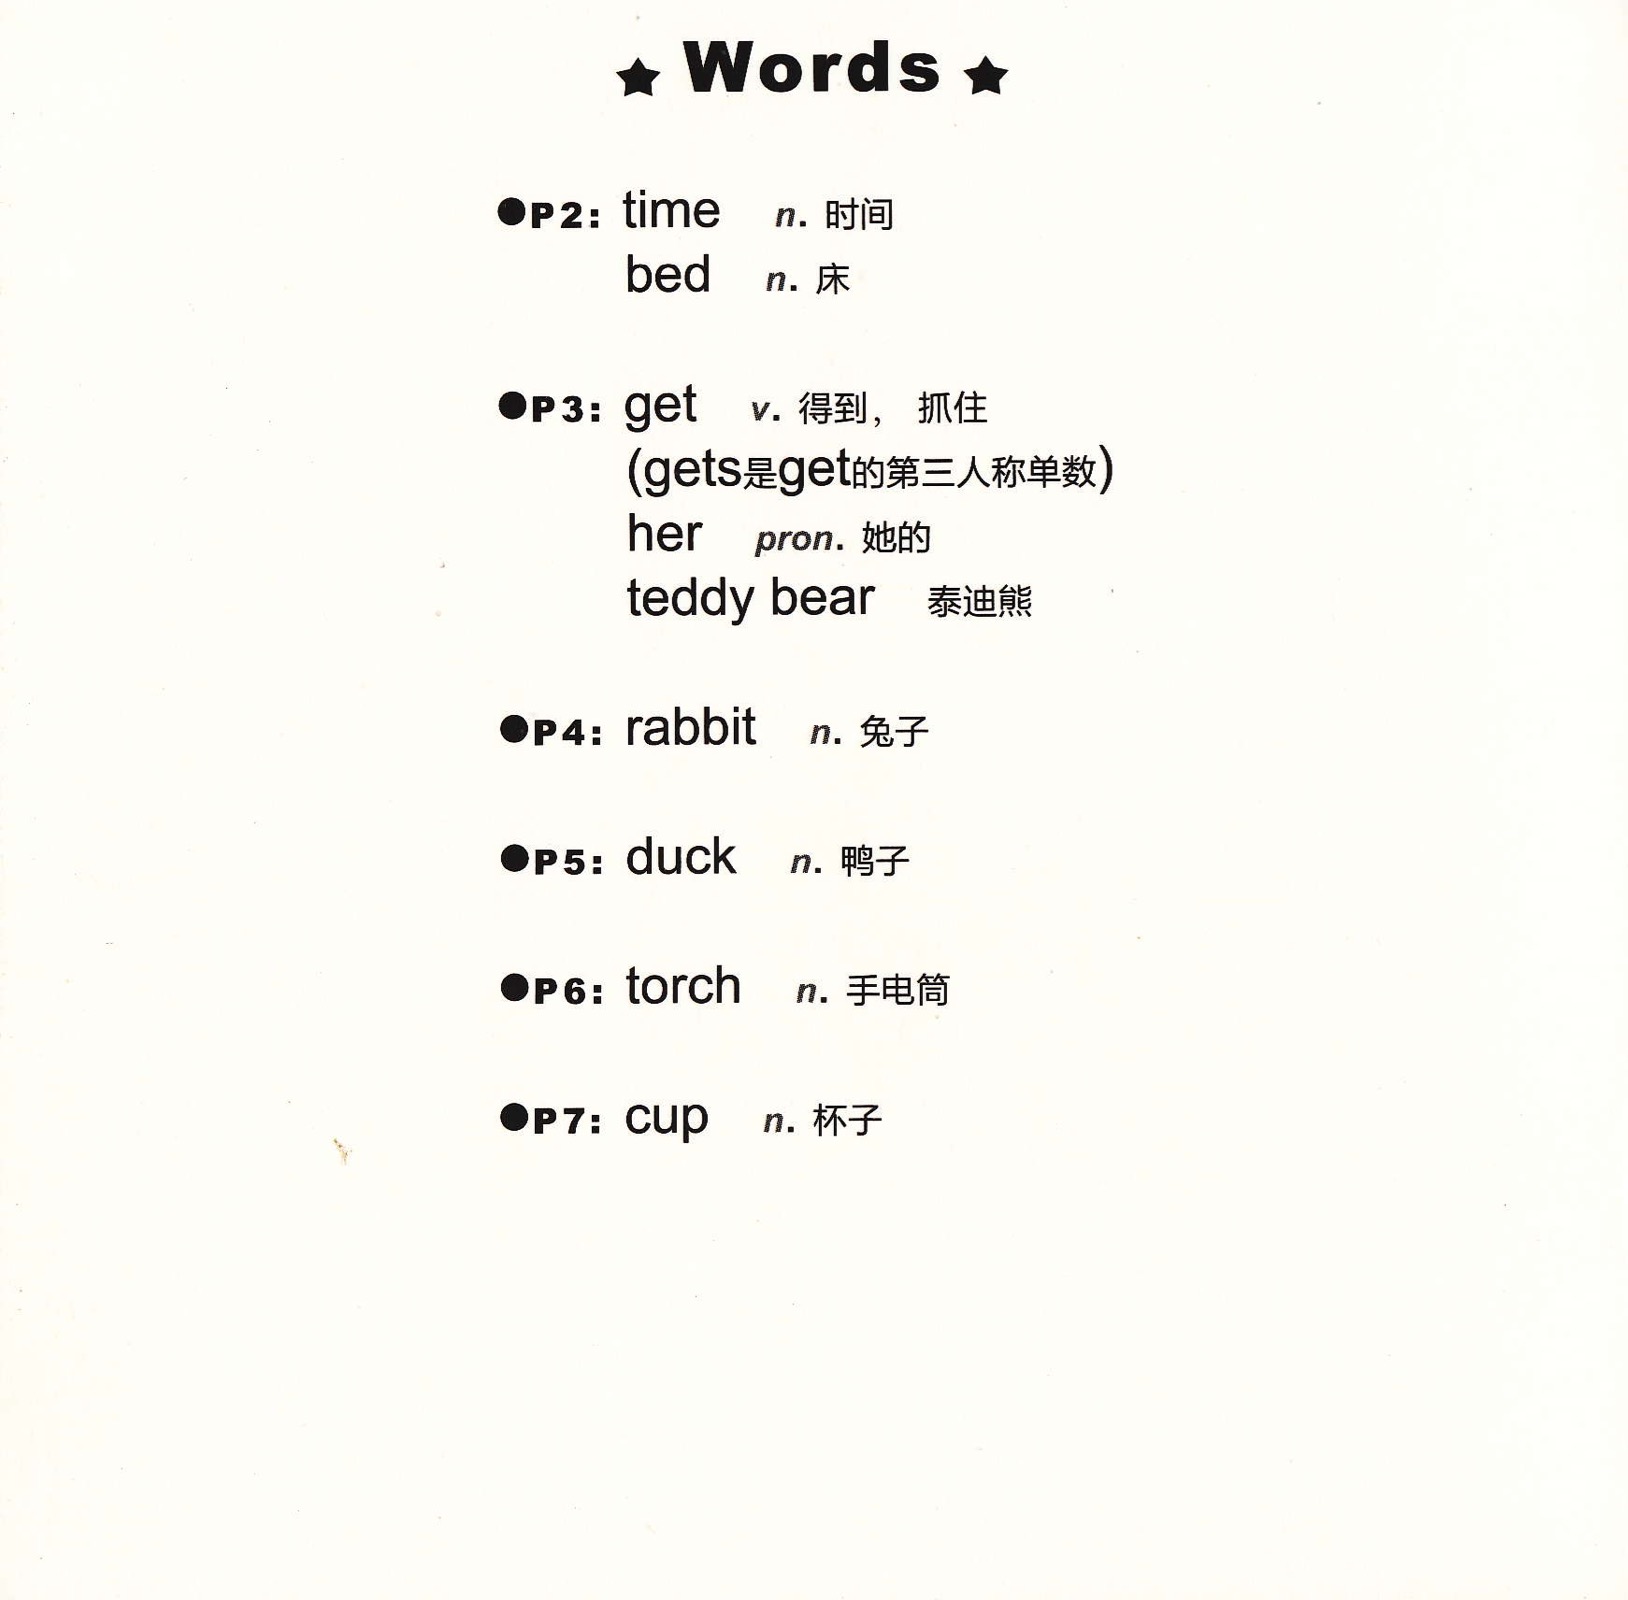 ★ Words ★
●P2: time n. 时间
bed n. 床
●P3: get v. 得到， 抓住
(gets是get的第三人称单数)
her pron. 她的
teddy bear 泰迪熊
●P4: rabbit n. 兔子
●P5: duck n. 鸭子
●P6: torch n. 手电筒
●P7: cup n. 杯子